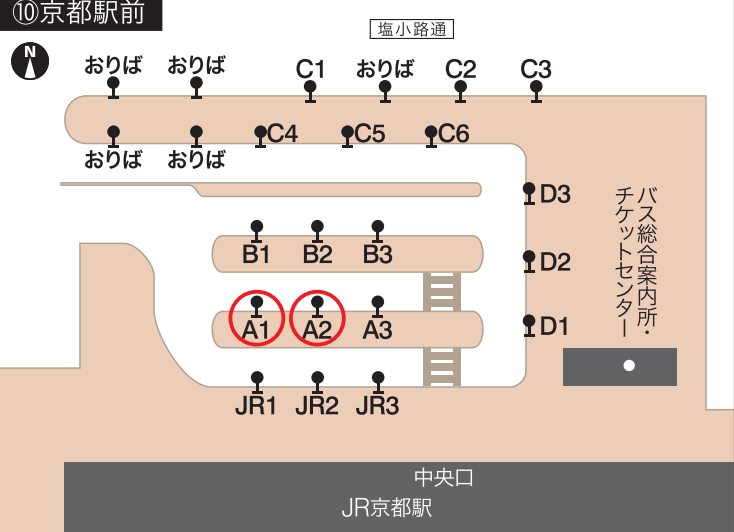 ⑩京都駅前
塩小路通
N
おりば
おりば
C1
おりば
C2
C3
おりば
おりば
C4
C5
C6
D3
バス総合案内所・
チケットセンター
B1
B2
B3
D2
A1
A2
A3
D1
JR1
JR2
JR3
中央口
JR京都駅